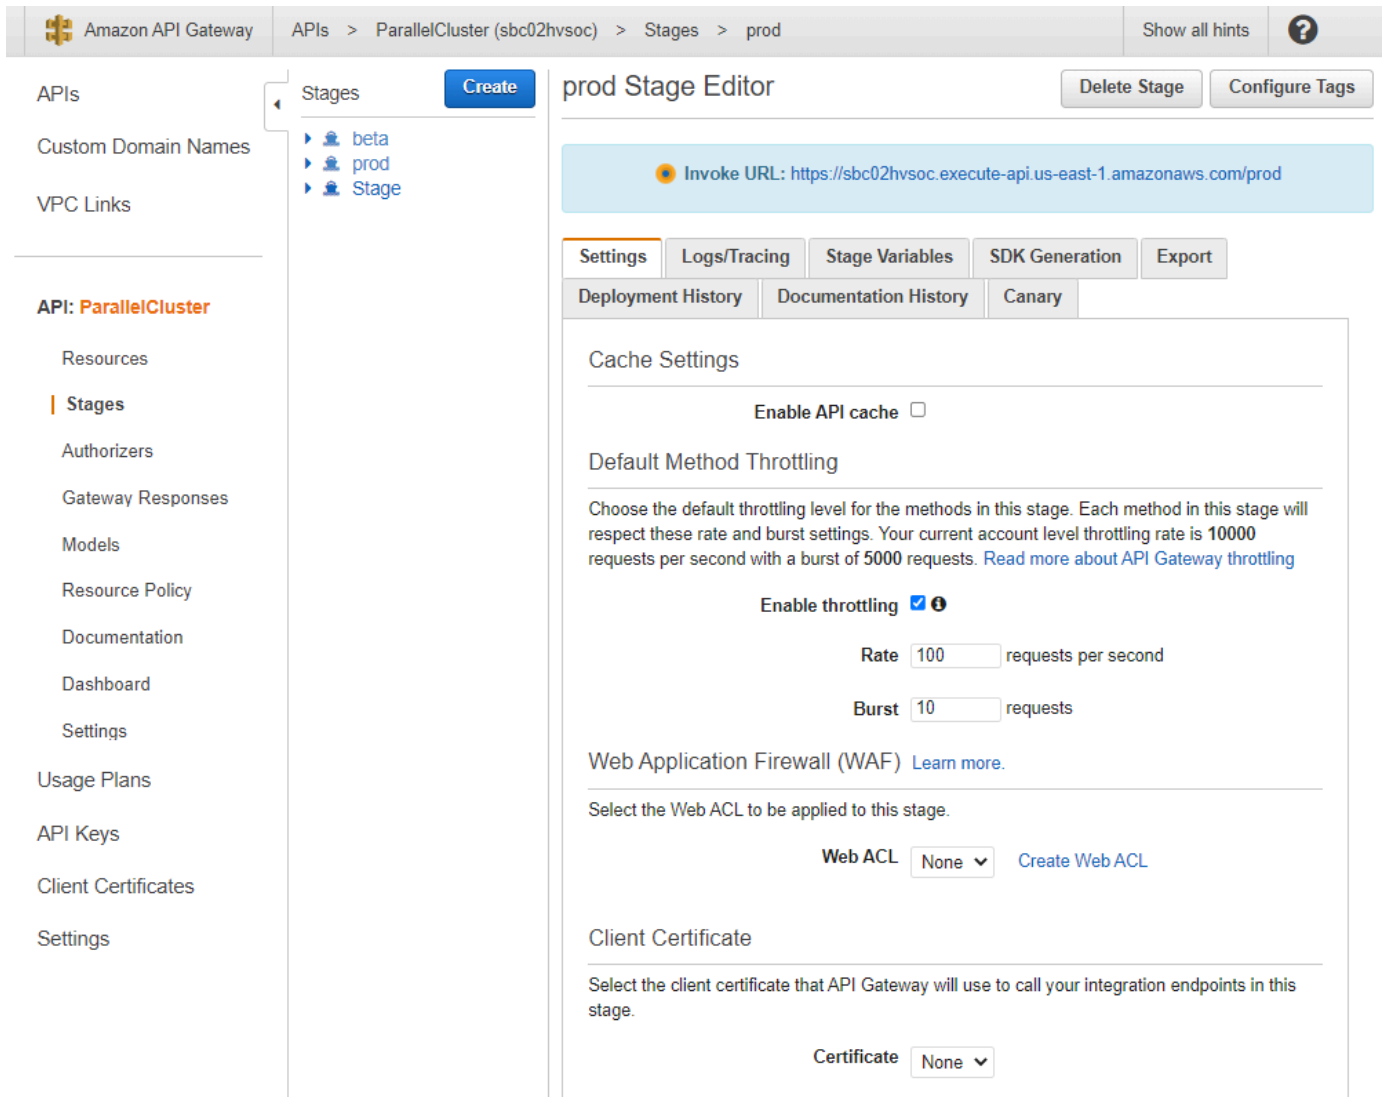 Amazon API Gateway
APIs > ParallelCluster (sbc02hvsoc) > Stages > prod
Show all hints
?
APIs
Custom Domain Names
VPC Links
API: ParallelCluster
Resources
Stages
Authorizers
Gateway Responses
Models
Resource Policy
Documentation
Dashboard
Settings
Usage Plans
API Keys
Client Certificates
Settings
Stages
Create
beta
prod
Stage
prod Stage Editor
Delete Stage
Configure Tags
Invoke URL: https://sbc02hvsoc.execute-api.us-east-1.amazonaws.com/prod
Settings
Logs/Tracing
Stage Variables
SDK Generation
Export
Deployment History
Documentation History
Canary
Cache Settings
Enable API cache
Default Method Throttling
Choose the default throttling level for the methods in this stage. Each method in this stage will
respect these rate and burst settings. Your current account level throttling rate is 10000
requests per second with a burst of 5000 requests. Read more about API Gateway throttling
Enable throttling
Rate 100 requests per second
Burst 10 requests
Web Application Firewall (WAF) Learn more.
Select the Web ACL to be applied to this stage.
Web ACL None Create Web ACL
Client Certificate
Select the client certificate that API Gateway will use to call your integration endpoints in this
stage.
Certificate None